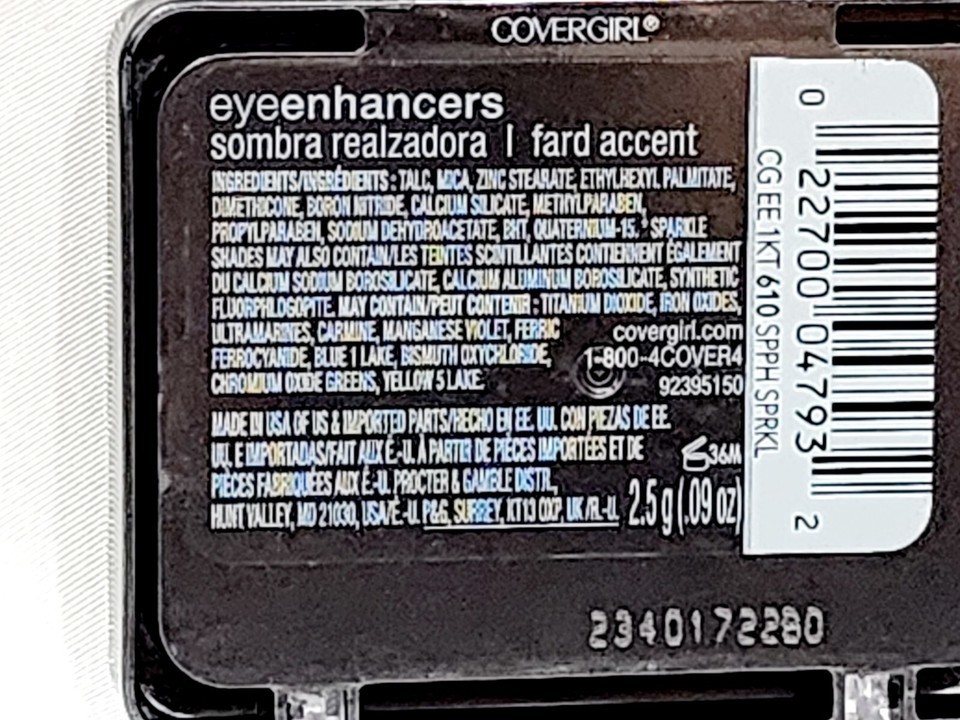 COVERGIRL®
eyeenhancers
sombra realzadora | fard accent
INGREDIENTS/INGRÉDIENTS : TALC, MICA, ZINC STEARATE, ETHYLHEXYL PALMITATE,
DIMETHICONE, BORON NITRIDE, CALCIUM SILICATE, METHYLPARABEN,
PROPYLPARABEN, SODIUM DEHYDROACETATE, BHT, QUATERNIUM-15. * SPARKLE
SHADES MAY ALSO CONTAIN/LES TEINTES SCINTILLANTES CONTIENNENT ÉGALEMENT
DU CALCIUM SODIUM BOROSILICATE, CALCIUM ALUMINUM BOROSILICATE, SYNTHETIC
FLUORPHLOGOPITE. MAY CONTAIN/PEUT CONTENIR : TITANIUM DIOXIDE, IRON OXIDES,
ULTRAMARINES, CARMINE, MANGANESE VIOLET, FERRIC
FERROCYANIDE, BLUE 1 LAKE, BISMUTH OXYCHLORIDE,
CHROMIUM OXIDE GREENS, YELLOW 5 LAKE.
covergirl.com
1-800-4COVER4
92395150
MADE IN USA OF US & IMPORTED PARTS/HECHO EN EE. UU. CON PIEZAS DE EE.
UU. E IMPORTADAS/FAIT AUX É.-U. À PARTIR DE PIÈCES IMPORTÉES ET DE
PIÈCES FABRIQUÉES AUX É.-U. PROCTER & GAMBLE DISTR.,
HUNT VALLEY, MD 21030, USA/É.-U. P&G, SURREY, KT13 0XP, UK /R.-U.
36M
2.5 g (.09 oz)
CG EE 1KT 610 SPPH SPRKL
0 22700 04793 2
2340172280